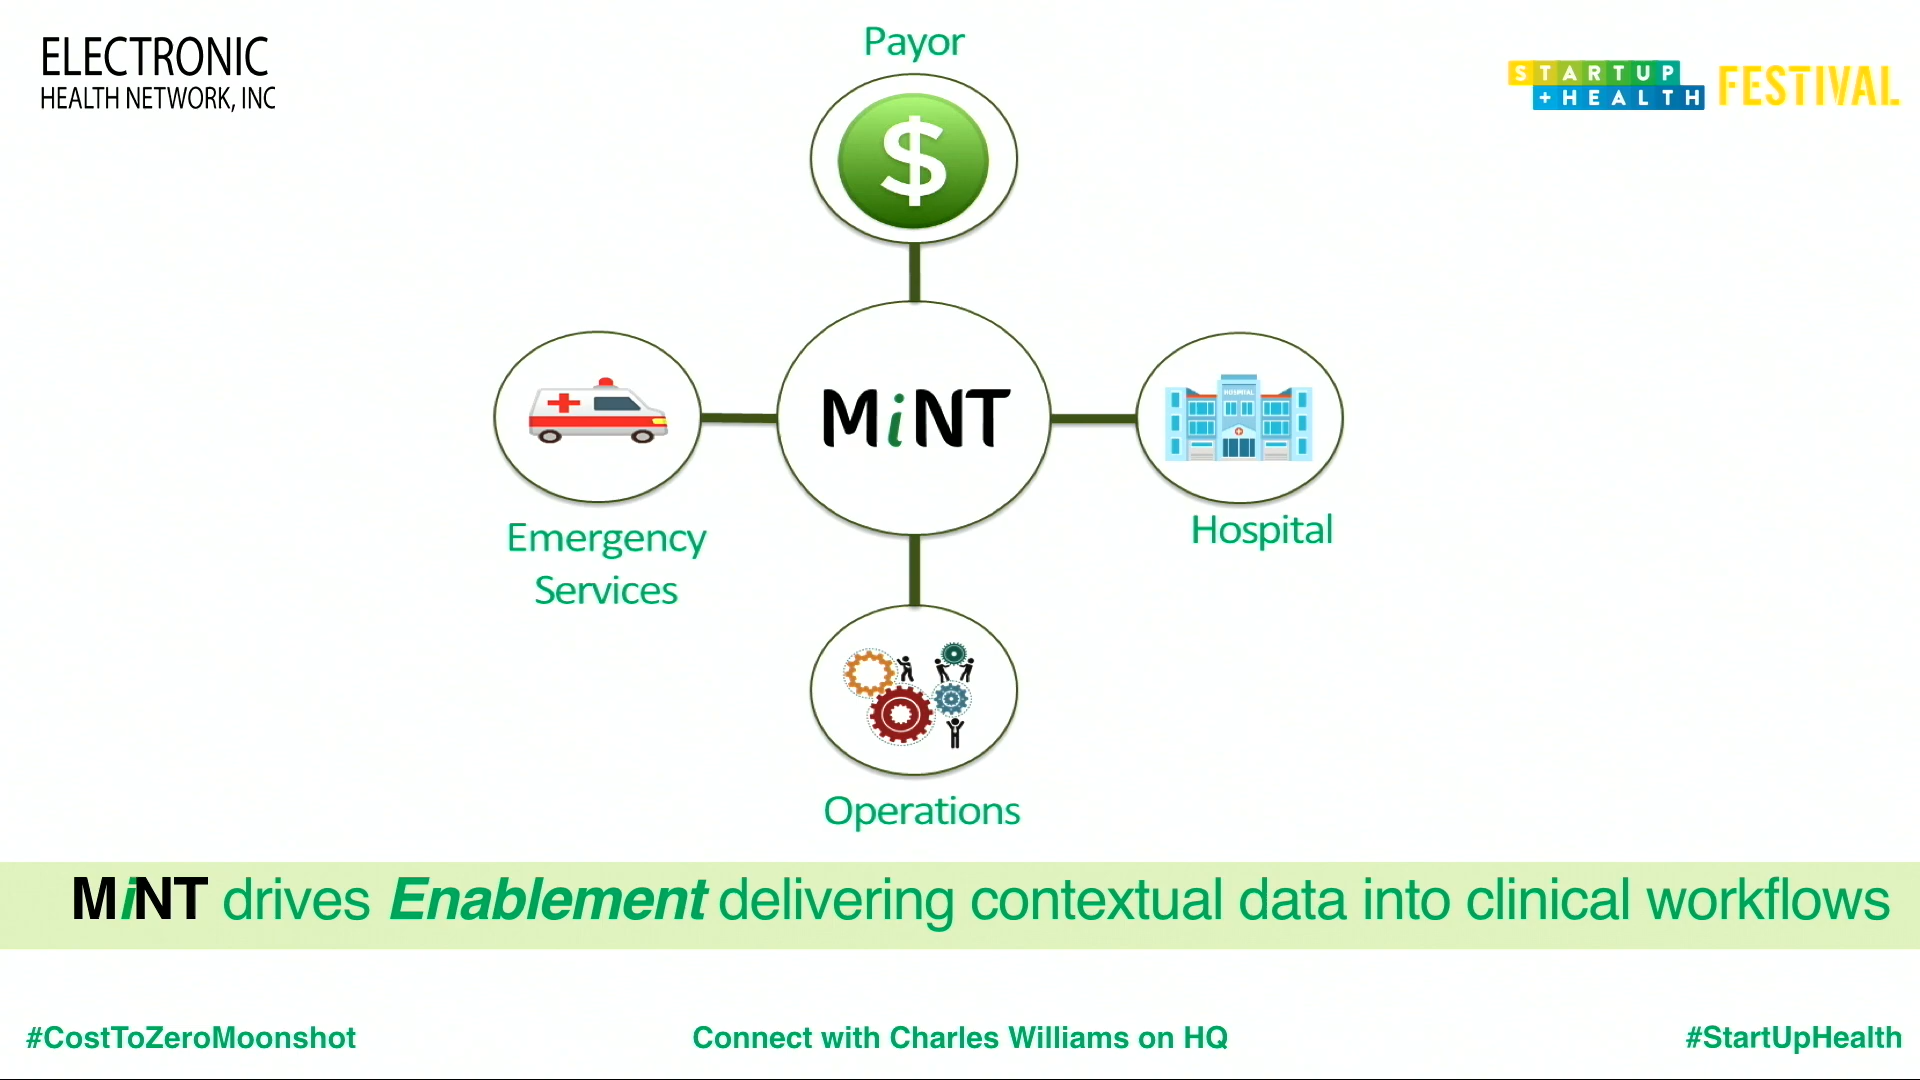 ELECTRONIC
HEALTH NETWORK, INC
STARTUP
+HEALTH
FESTIVAL
Payor
$
MiNT
HOSPITAL
Emergency
Services
Hospital
Operations
MiNT drives Enablement delivering contextual data into clinical workflows
#CostToZeroMoonshot
Connect with Charles Williams on HQ
#StartUpHealth